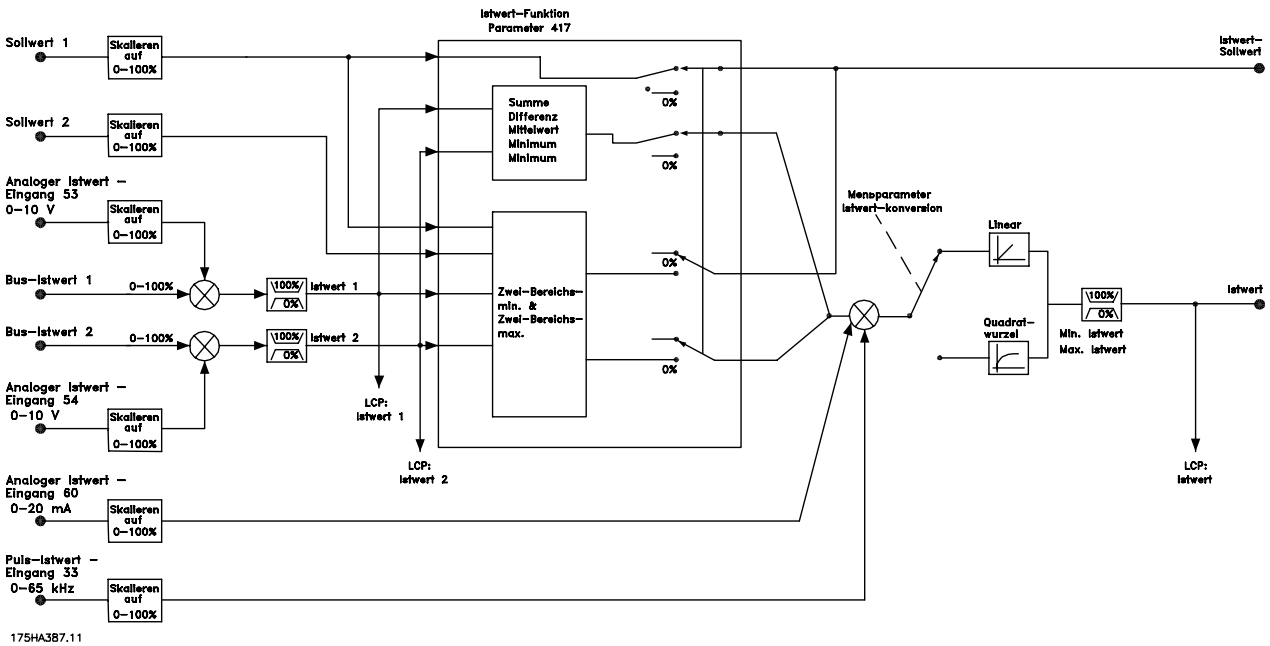 Istwert-Funktion
Parameter 417
Sollwert 1
Skalieren
auf
0-100%
Istwert-
Sollwert
Summe
Differenz
Mittelwert
Minimum
Minimum
0%
0%
Sollwert 2
Skalieren
auf
0-100%
Analoger Istwert -
Eingang 53
0-10 V
Skalieren
auf
0-100%
Menbparameter
Istwert-konversion
Linear
0%
Bus-Istwert 1
0-100%
100%
0%
Istwert 1
Zwei-Bereichs-
min. &
Zwei-Bereichs-
max.
100%
0%
Min. Istwert
Max. Istwert
Istwert
Bus-Istwert 2
0-100%
100%
0%
Istwert 2
Quadrat-
wurzel
0%
Analoger Istwert -
Eingang 54
0-10 V
Skalieren
auf
0-100%
LCP:
Istwert 1
LCP:
Istwert 2
LCP:
Istwert
Analoger Istwert -
Eingang 60
0-20 mA
Skalieren
auf
0-100%
Puls-Istwert -
Eingang 33
0-65 kHz
Skalieren
auf
0-100%
175HA387.11